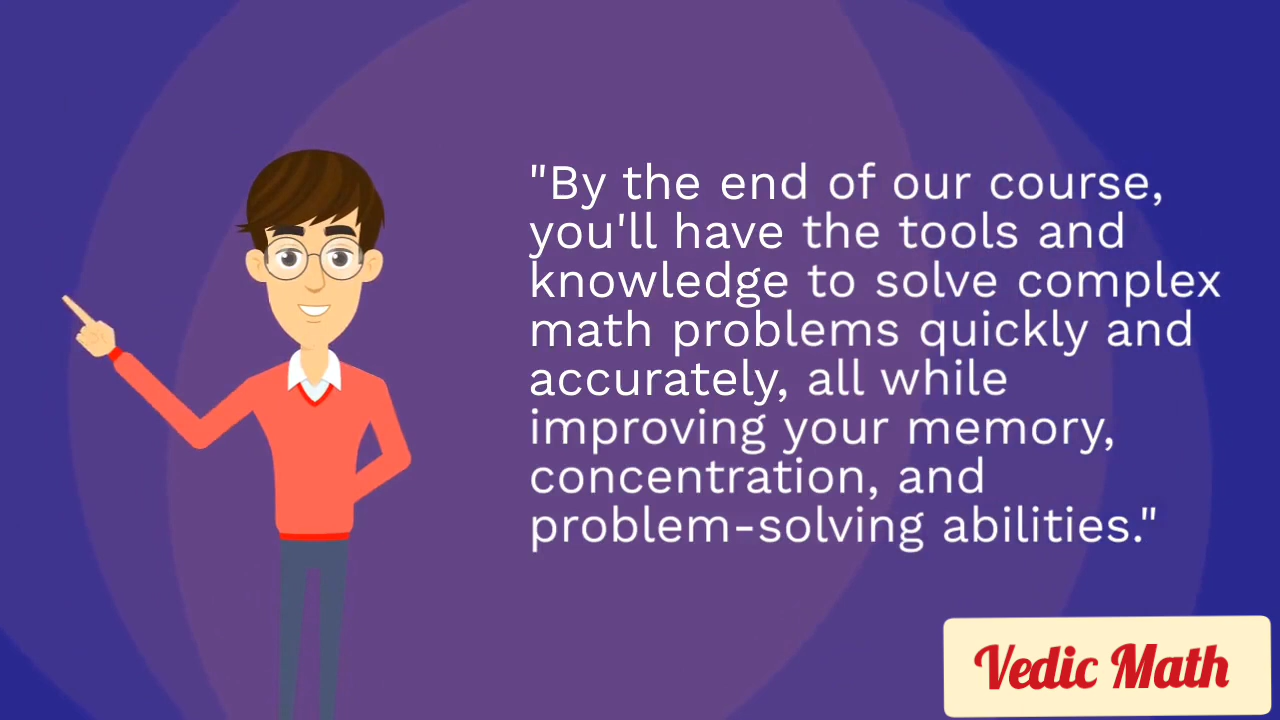 "By the end of our course,
you'll have the tools and
knowledge to solve complex
math problems quickly and
accurately, all while
improving your memory,
concentration, and
problem-solving abilities."
Vedic Math